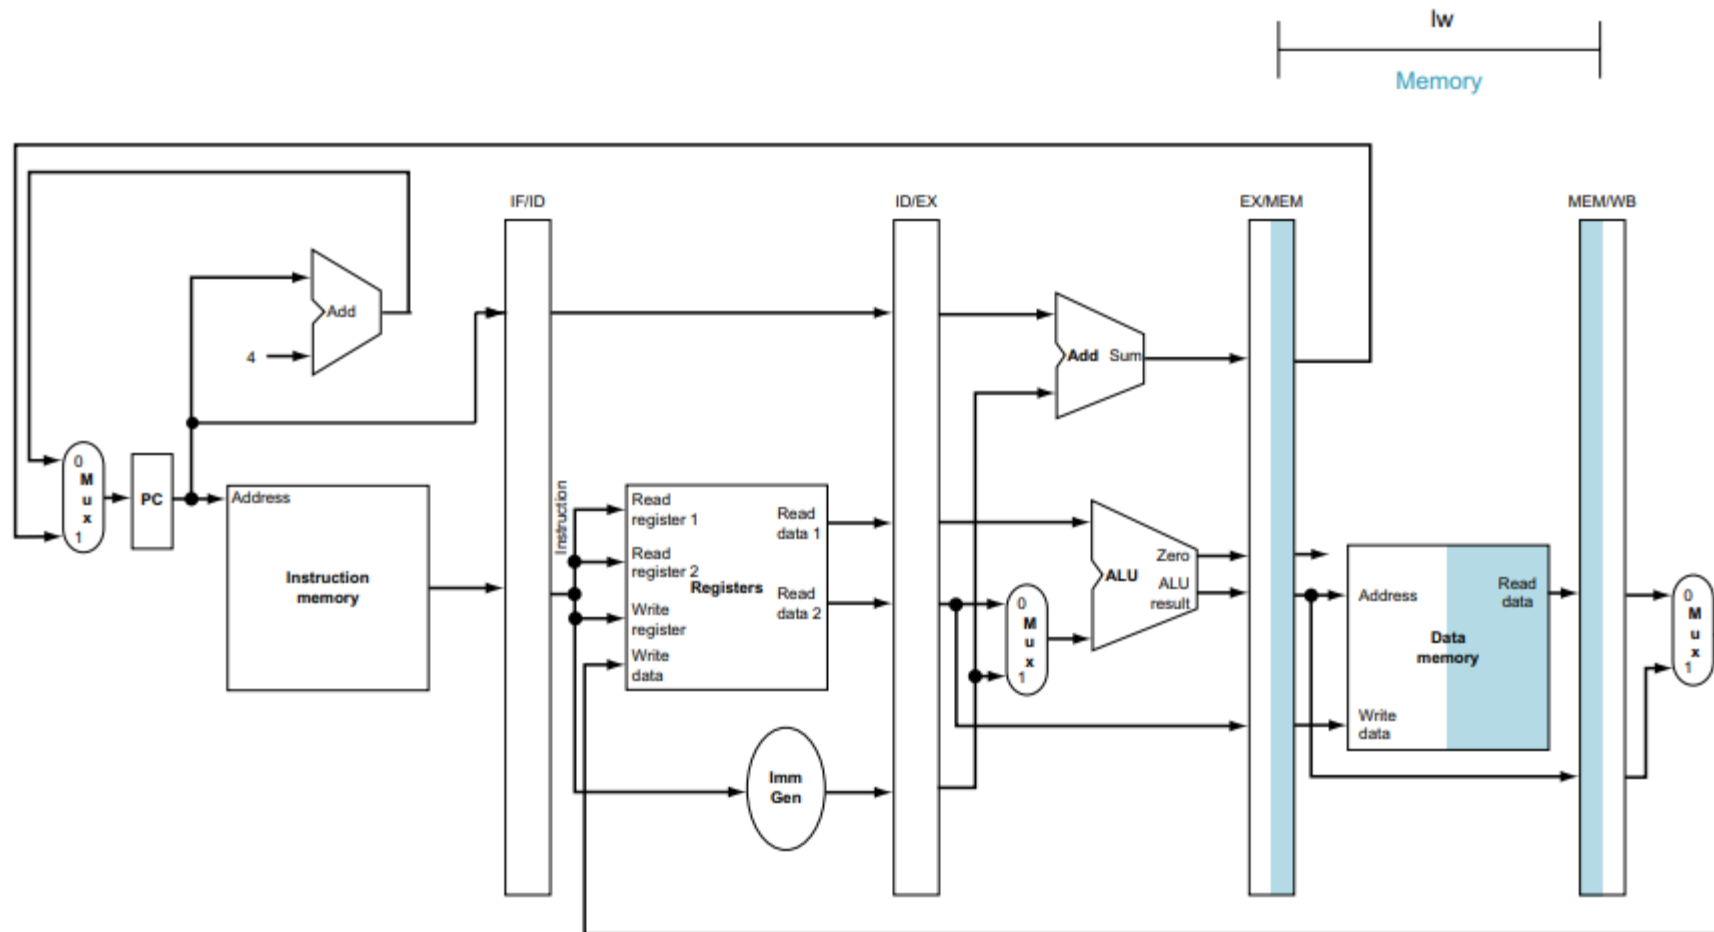 lw
Memory
IF/ID
ID/EX
EX/MEM
MEM/WB
Add
4
Add Sum
0
M
u
x
1
PC
Address
Instruction
memory
Instruction
Read
register 1
Read
register 2
Write
register
Write
data
Registers
Read
data 1
Read
data 2
Imm
Gen
0
M
u
x
1
ALU
Zero
ALU
result
Address
Write
data
Data
memory
Read
data
0
M
u
x
1